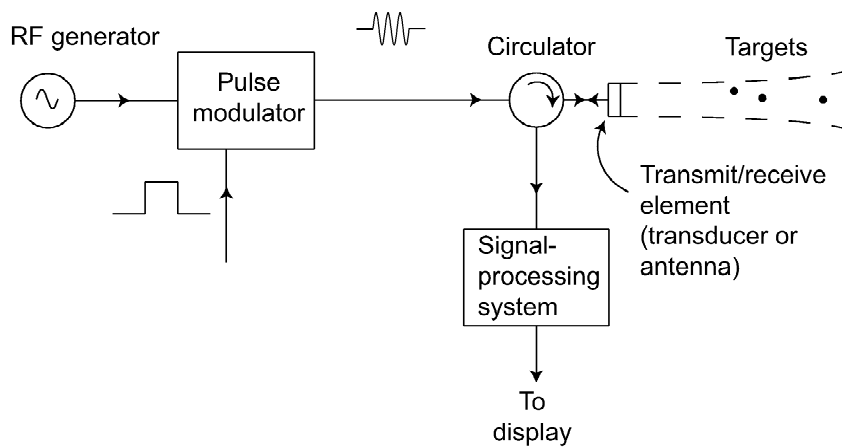 RF generator
Pulse
modulator
Circulator
Targets
Transmit/receive
element
(transducer or
antenna)
Signal-
processing
system
To
display